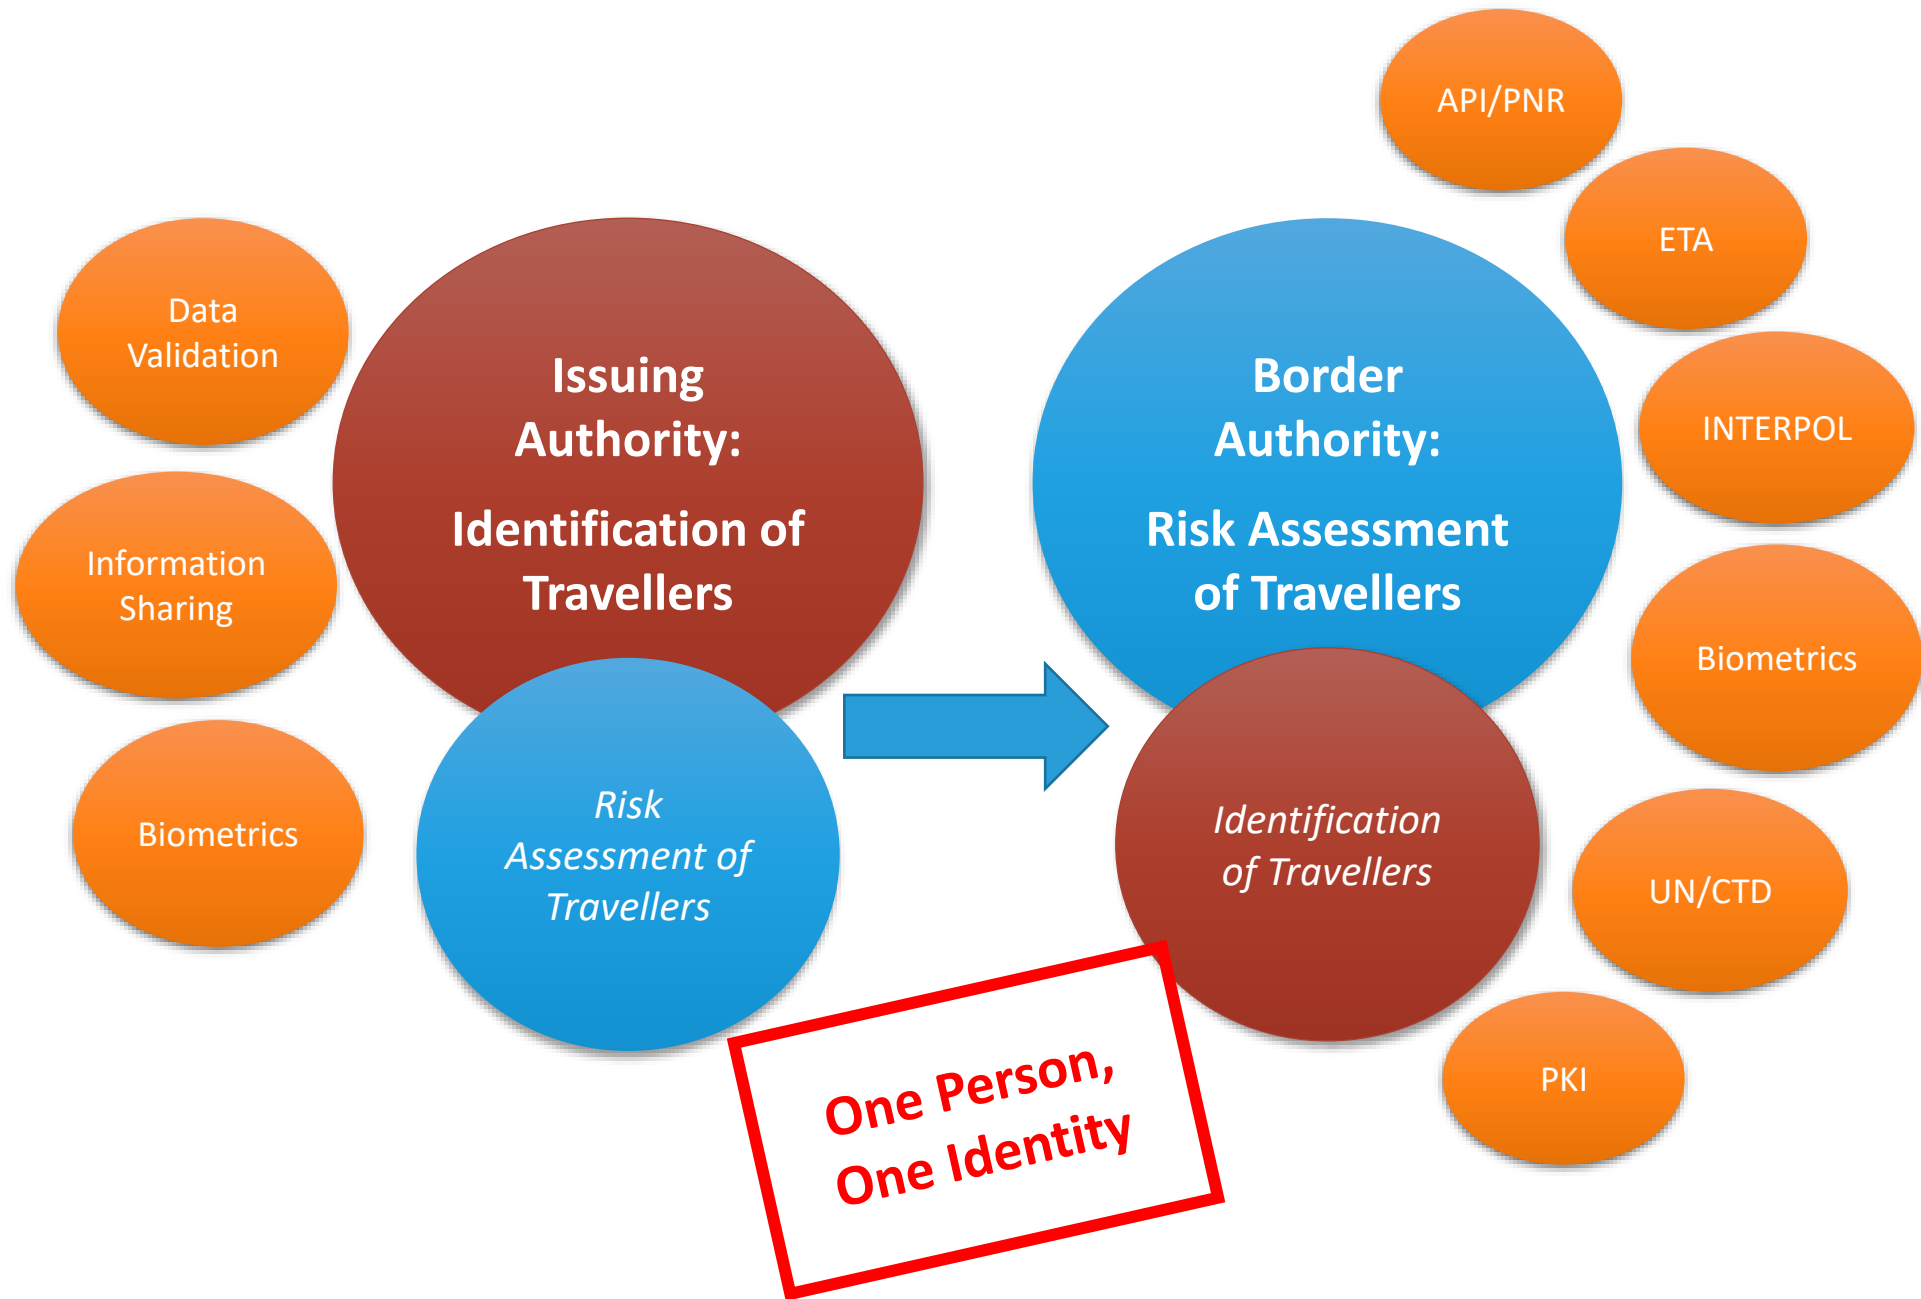 Data
Validation
Information
Sharing
Biometrics
Issuing
Authority:
Identification of
Travellers
Risk
Assessment of
Travellers
Border
Authority:
Risk Assessment
of Travellers
Identification
of Travellers
One Person,
One Identity
API/PNR
ETA
INTERPOL
Biometrics
UN/CTD
PKI